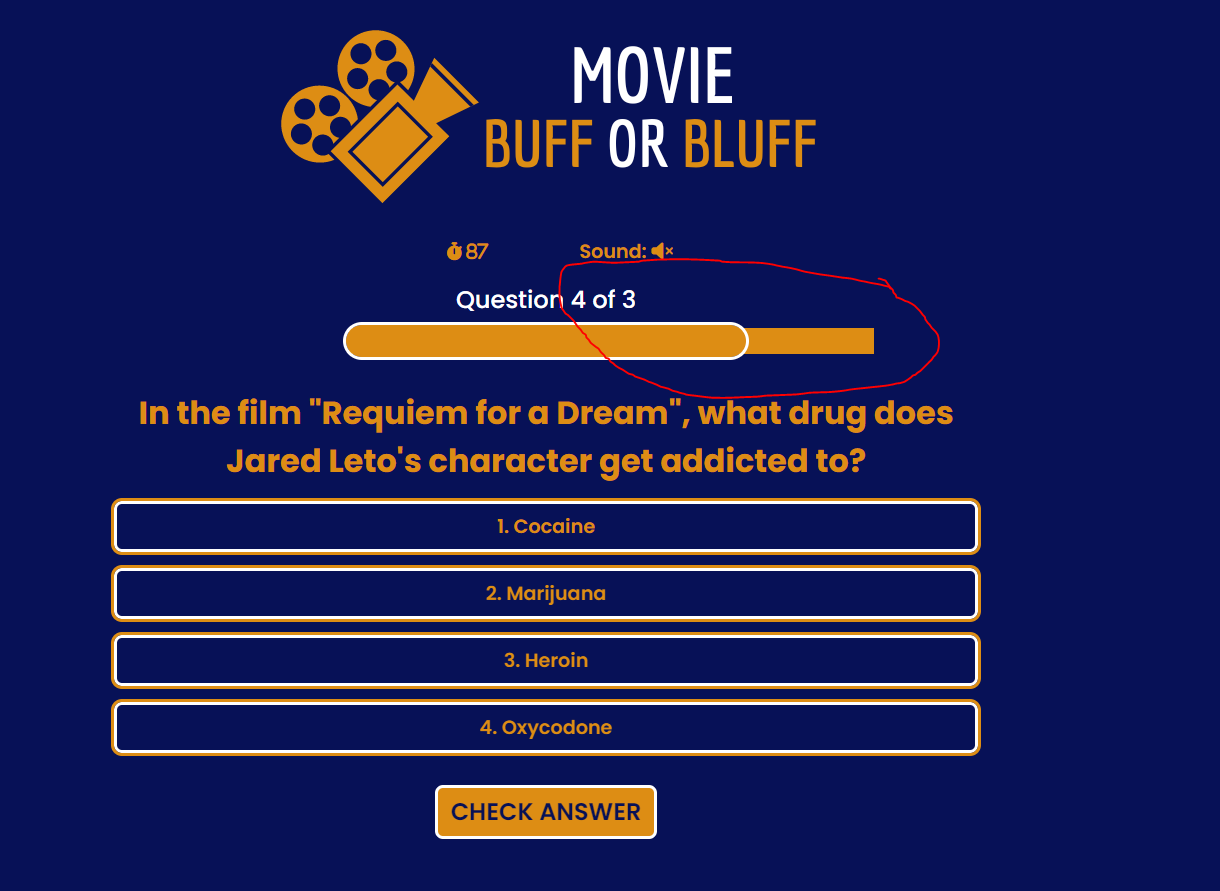 MOVIE
BUFF OR BLUFF
87
Sound:
Question 4 of 3
In the film "Requiem for a Dream", what drug does
Jared Leto's character get addicted to?
1. Cocaine
2. Marijuana
3. Heroin
4. Oxycodone
CHECK ANSWER